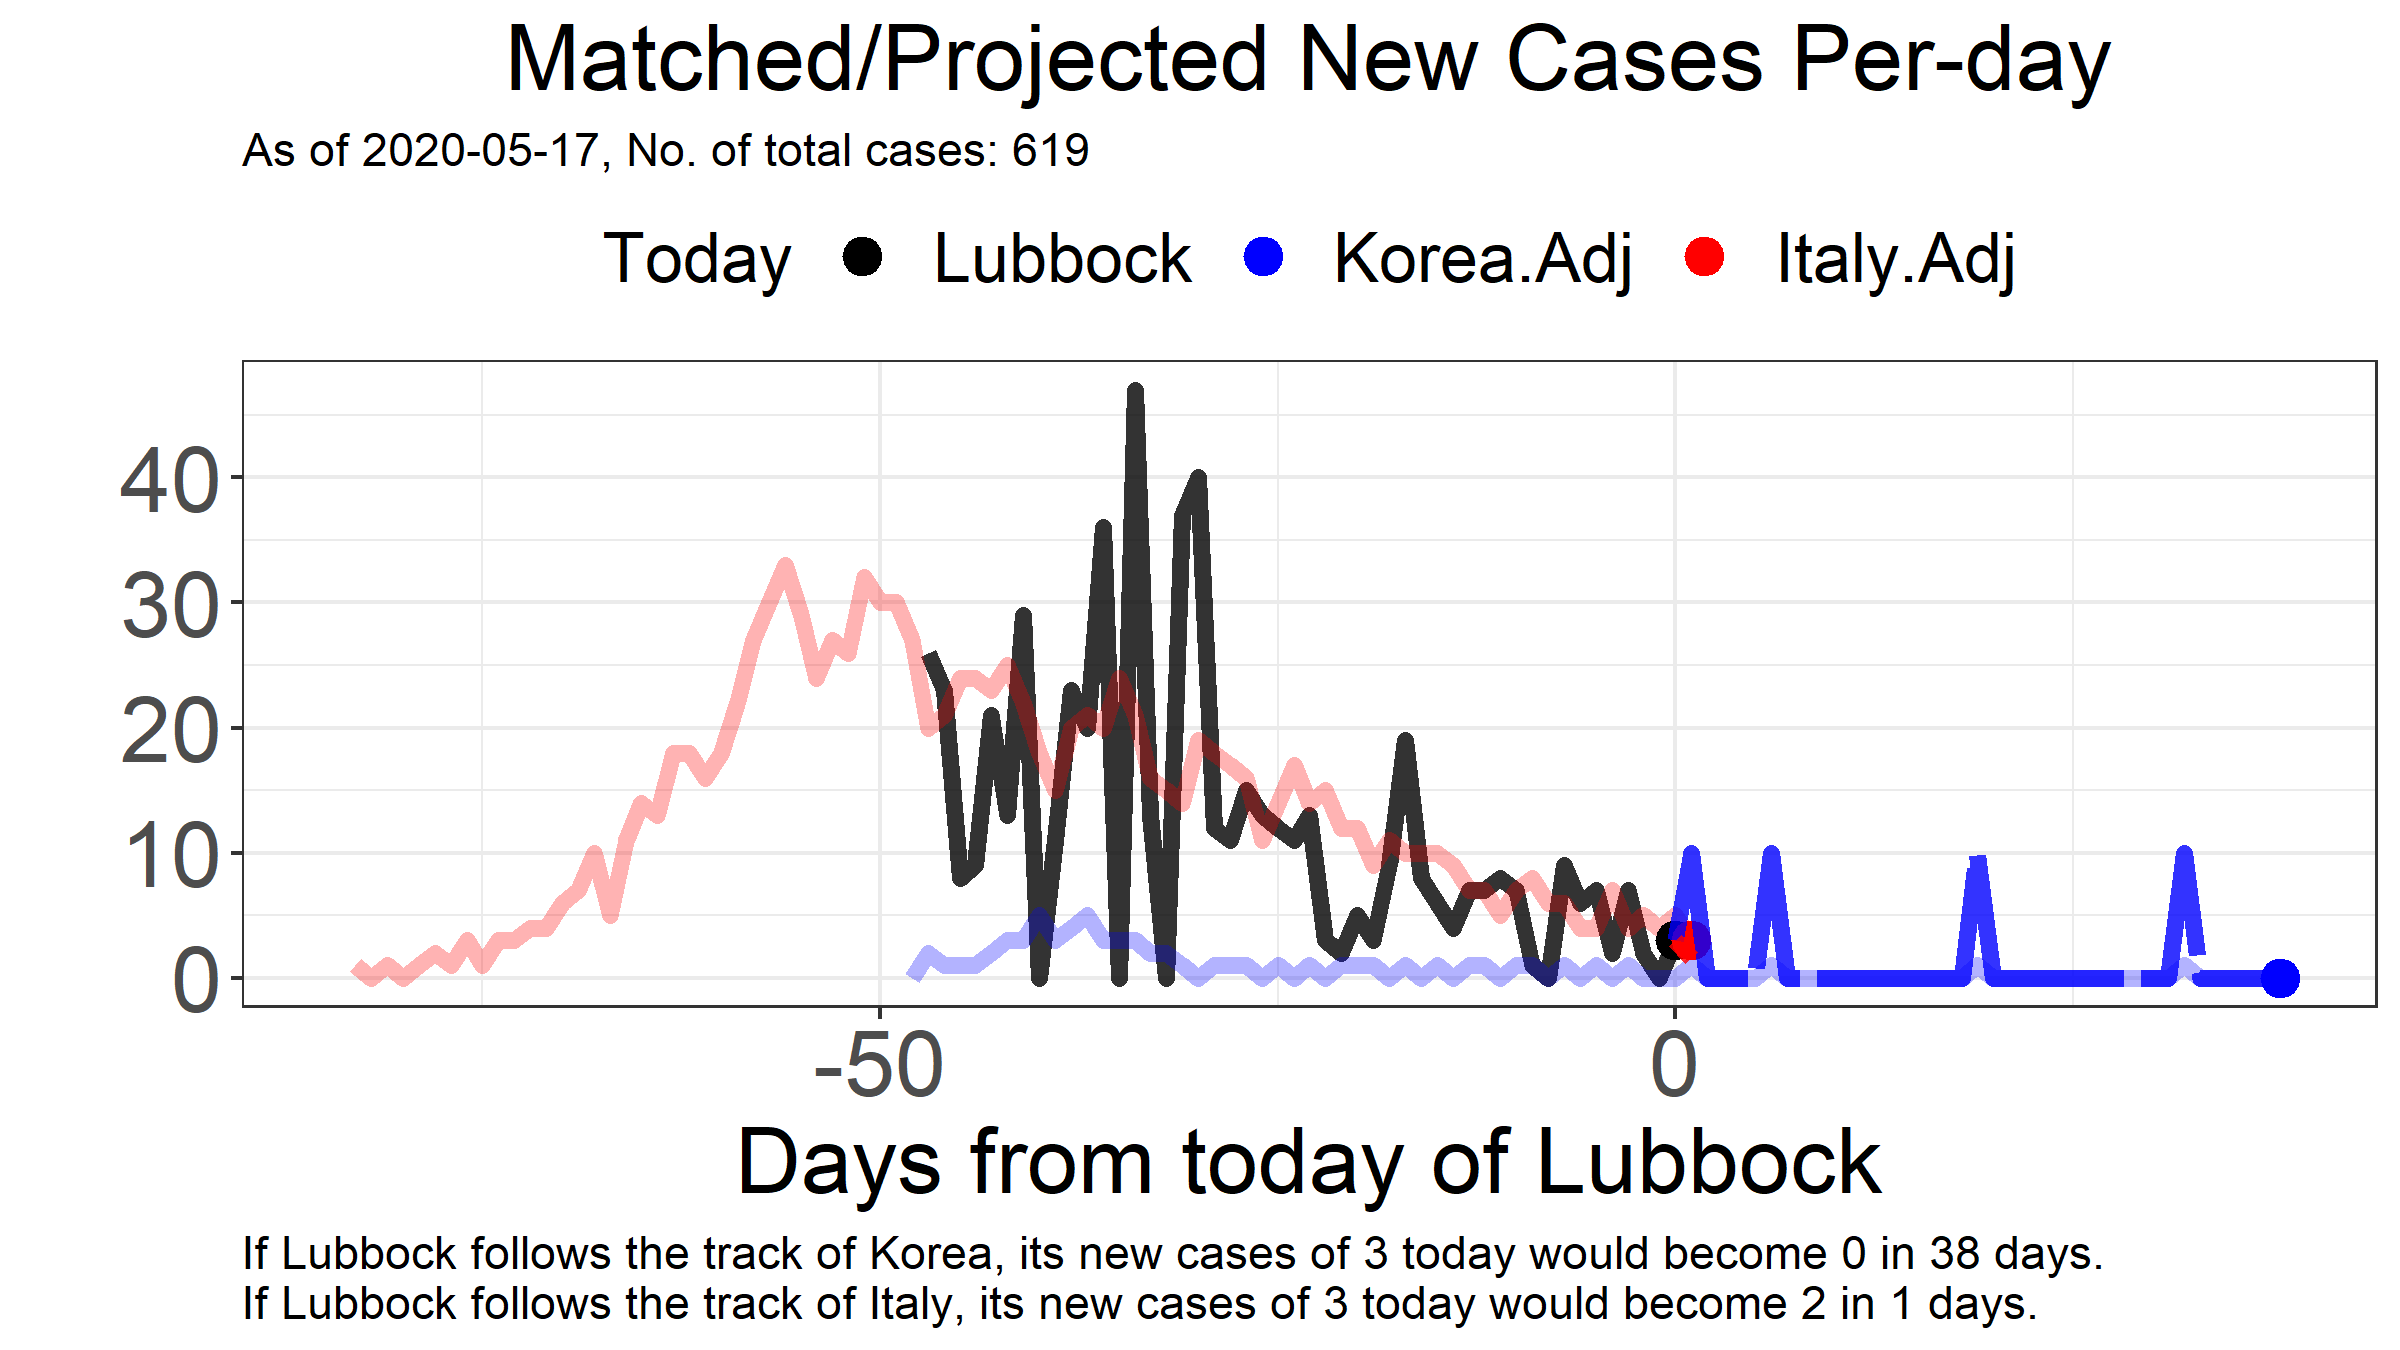 Matched/Projected New Cases Per-day
As of 2020-05-17, No. of total cases: 619
Today Lubbock Korea.Adj Italy.Adj
40
30
20
10
0
-50 0
Days from today of Lubbock
If Lubbock follows the track of Korea, its new cases of 3 today would become 0 in 38 days.
If Lubbock follows the track of Italy, its new cases of 3 today would become 2 in 1 days.